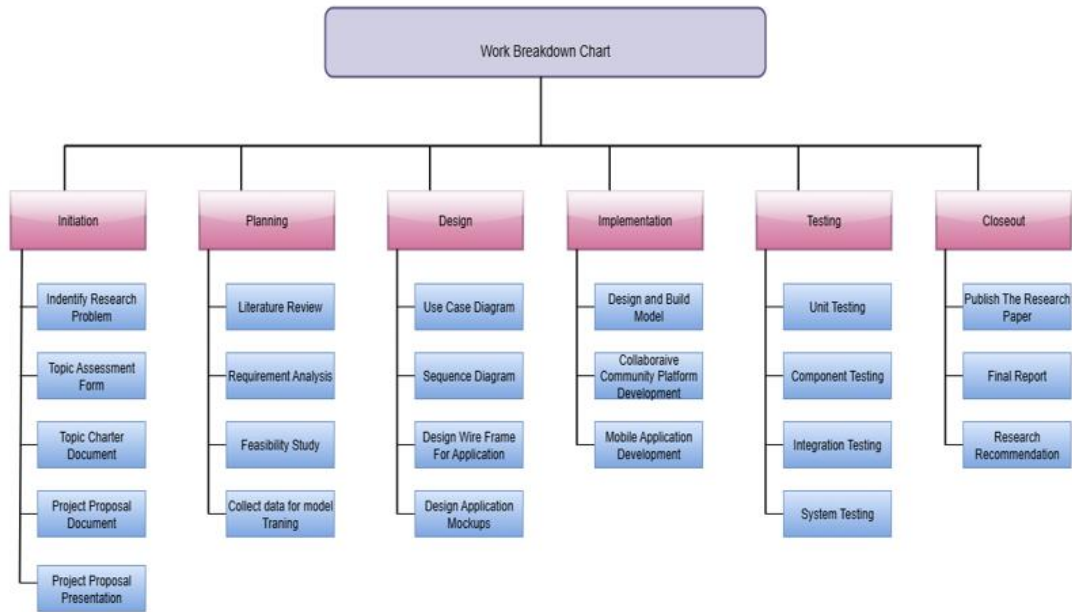 Work Breakdown Chart
Initiation
Planning
Design
Implementation
Testing
Closeout
Indentify Research
Problem
Topic Assessment
Form
Topic Charter
Document
Project Proposal
Document
Project Proposal
Presentation
Literature Review
Requirement Analysis
Feasibility Study
Collect data for model
Traning
Use Case Diagram
Sequence Diagram
Design Wire Frame
For Application
Design Application
Mockups
Design and Build
Model
Collaboraive
Community Platform
Development
Mobile Application
Development
Unit Testing
Component Testing
Integration Testing
System Testing
Publish The Research
Paper
Final Report
Research
Recommendation